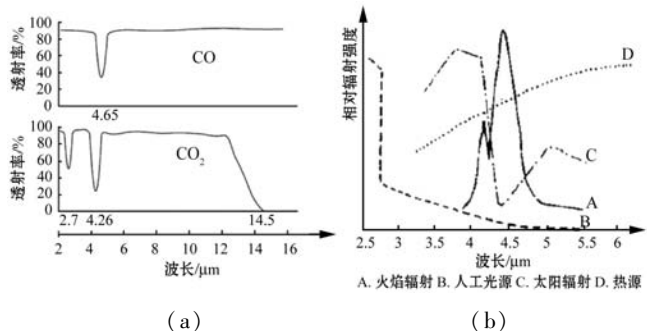 100
80
60
40
20
0
透射率/%
CO
4.65
100
80
60
40
20
0
透射率/%
CO₂
2.7 4.26 14.5
2 4 6 8 10 12 14 16
波长/μm
(a)
相对辐射强度
D
C
A
B
2.5 3 3.5 4 4.5 5 5.5 6
波长/μm
A. 火焰辐射 B. 人工光源 C. 太阳辐射 D. 热源
(b)